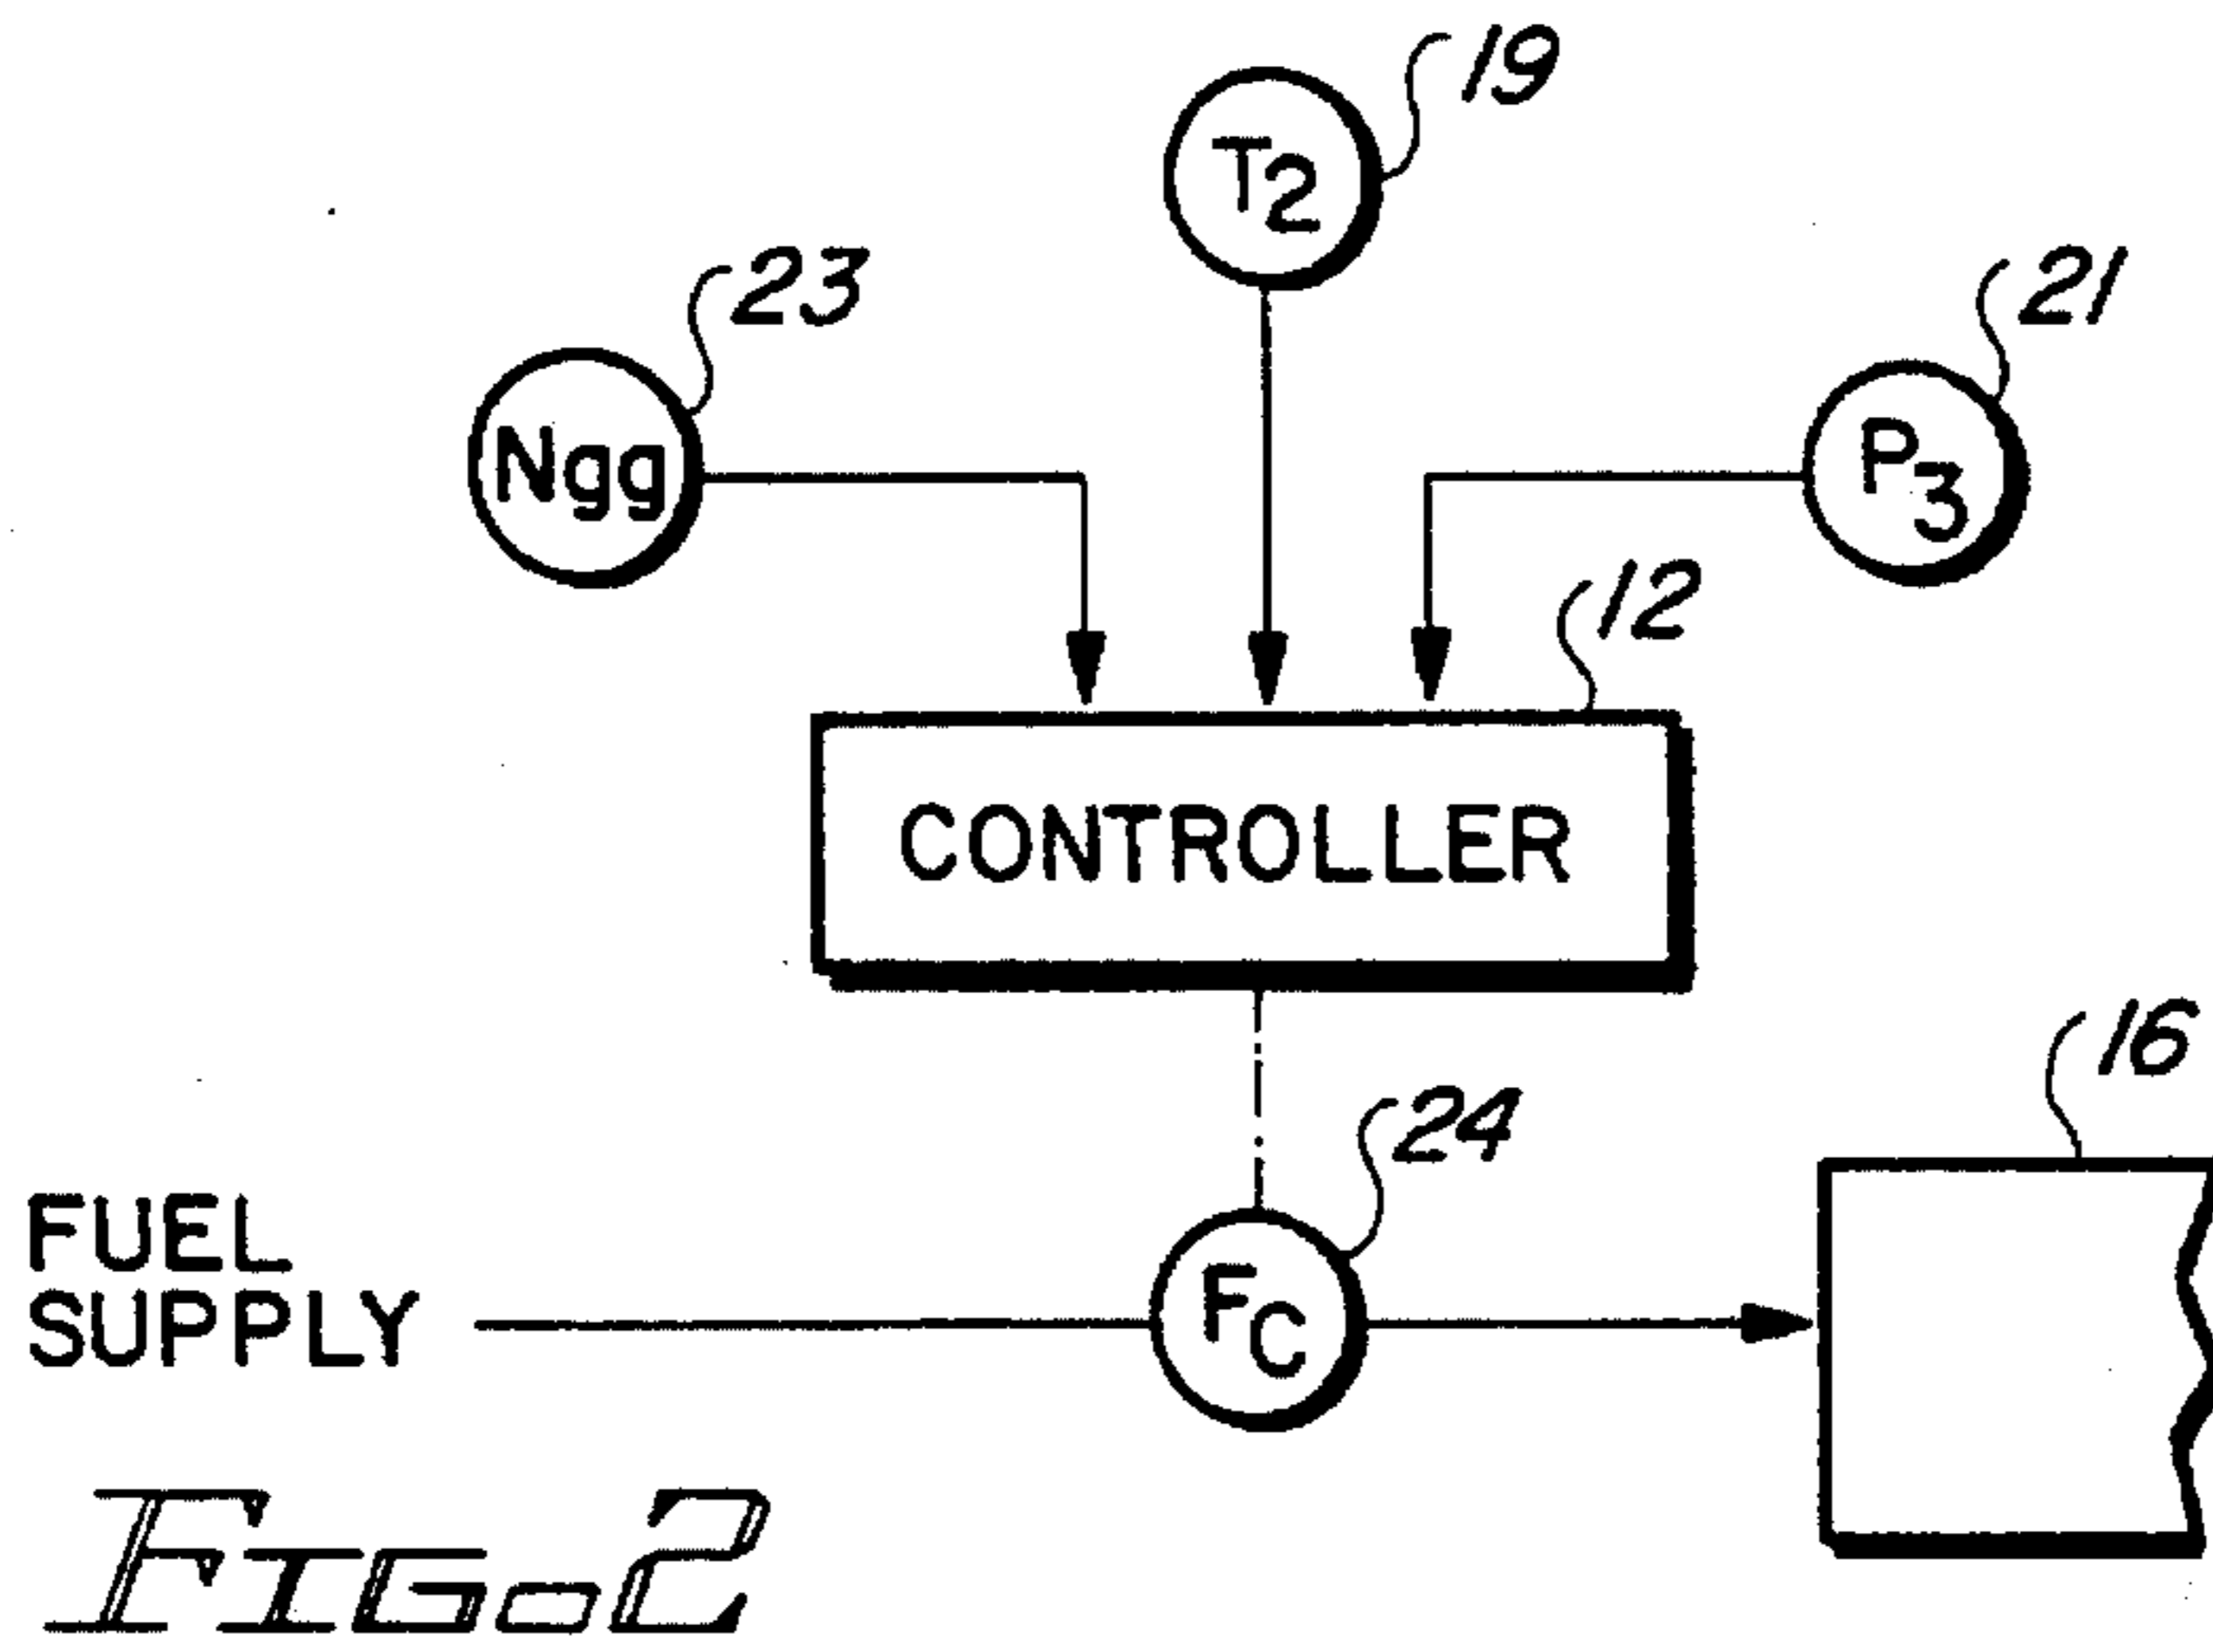 19
T2
23
21
Ngg
P3
12
CONTROLLER
16
24
FUEL
SUPPLY
FC
FIG. 2